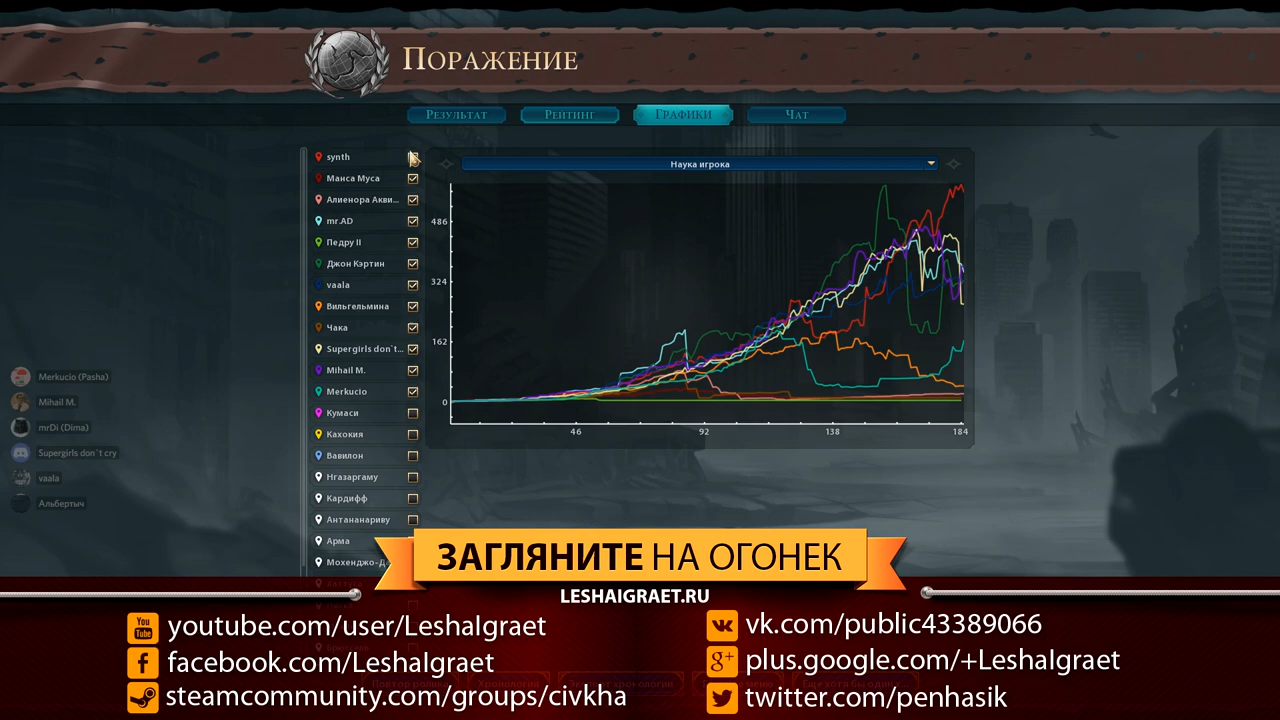 Поражение
Результат
Рейтинг
Графики
Чат
synth
Манса Муса
Алиенора Акви...
mr.AD
Педру II
Джон Кэртин
vaala
Вильгельмина
Чака
Supergirls don`t...
Mihail M.
Merkucio
Кумаси
Кахокия
Вавилон
Нгазаргаму
Кардифф
Антананариву
Арма
Мохенджо-Да
Наука игрока
486
324
162
0
46
92
138
184
Merkucio (Pasha)
Mihail M.
mrDi (Dima)
Supergirls don`t cry
vaala
Альбертыч
ЗАГЛЯНИТЕ НА ОГОНЕК
LESHAIGRAET.RU
You Tube
youtube.com/user/LeshaIgraet
facebook.com/LeshaIgraet
steamcommunity.com/groups/civkha
vk.com/public43389066
g+ plus.google.com/+LeshaIgraet
twitter.com/penhasik